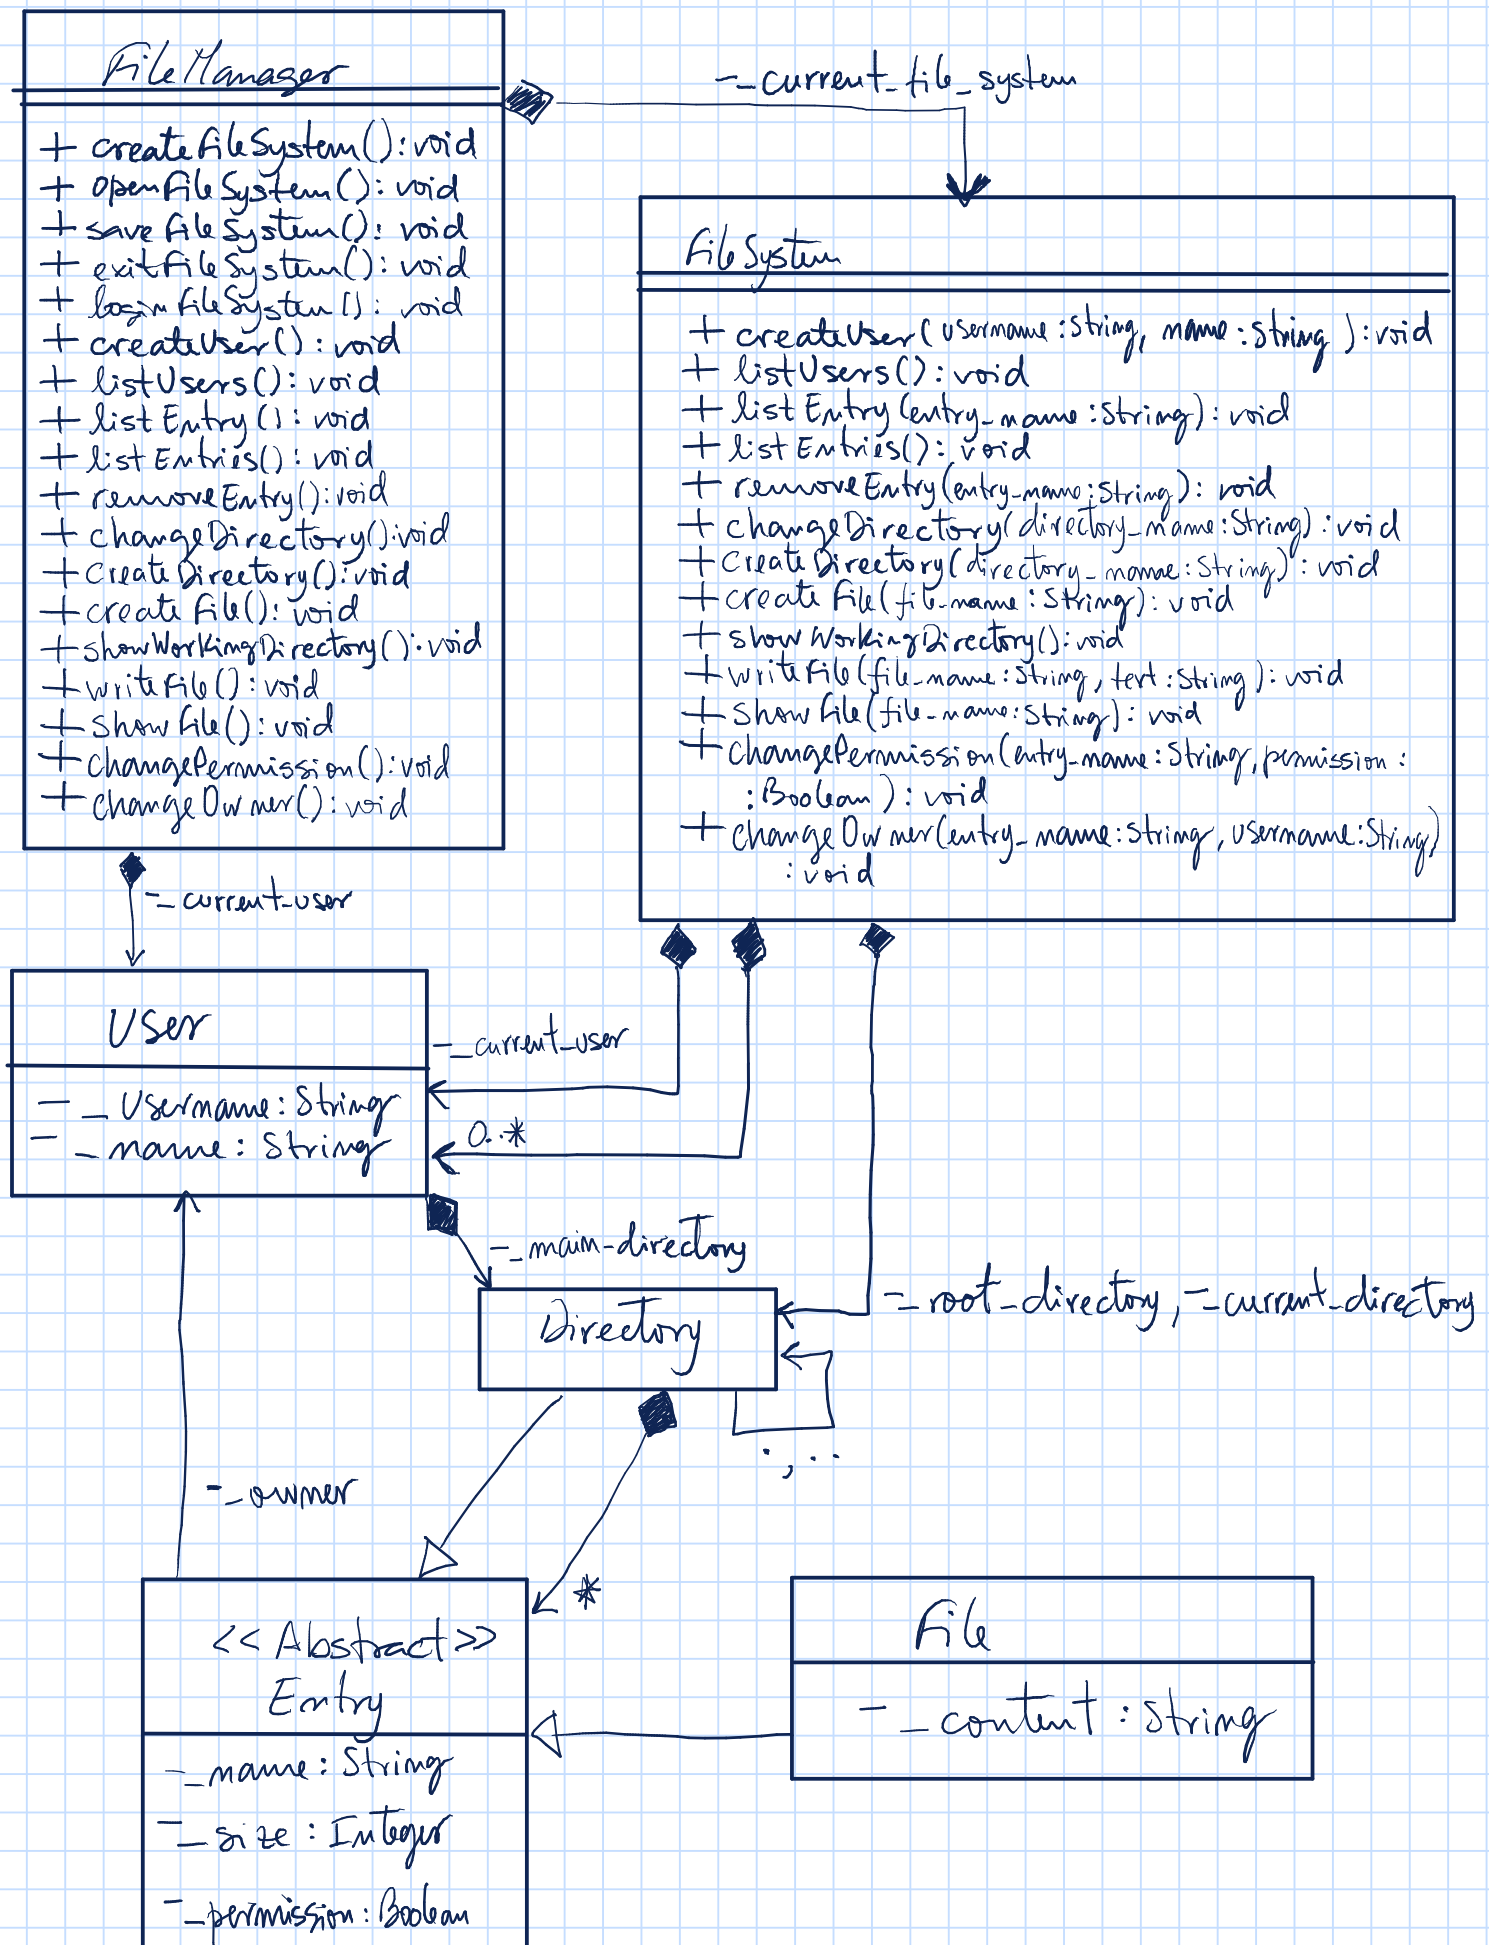 FileManager
+ createFileSystem(): void
+ openFileSystem(): void
+ saveFileSystem(): void
+ exitFileSystem(): void
+ loginFileSystem(): void
+ createUser(): void
+ listUsers(): void
+ listEntry(): void
+ listEntries(): void
+ removeEntry(): void
+ changeDirectory(): void
+ createDirectory(): void
+ createFile(): void
+ showWorkingDirectory(): void
+ writeFile(): void
+ showFile(): void
+ changePermission(): void
+ changeOwner(): void
- _current_file_system
FileSystem
+ createUser(username: String, name: String): void
+ listUsers(): void
+ listEntry(entry_name: String): void
+ listEntries(): void
+ removeEntry(entry_name: String): void
+ changeDirectory(directory_name: String): void
+ createDirectory(directory_name: String): void
+ createFile(file_name: String): void
+ showWorkingDirectory(): void
+ writeFile(file_name: String, text: String): void
+ showFile(file_name: String): void
+ changePermission(entry_name: String, permission:
: Boolean): void
+ changeOwner(entry_name: String, username: String)
: void
- _current_user
User
- _username: String
- _name: String
- _current_user
0..*
- _main_directory
Directory
- _root_directory, - _current_directory
., ..
- _owner
*
<<Abstract>>
Entry
- _name: String
- _size: Integer
- _permission: Boolean
File
- _content: String